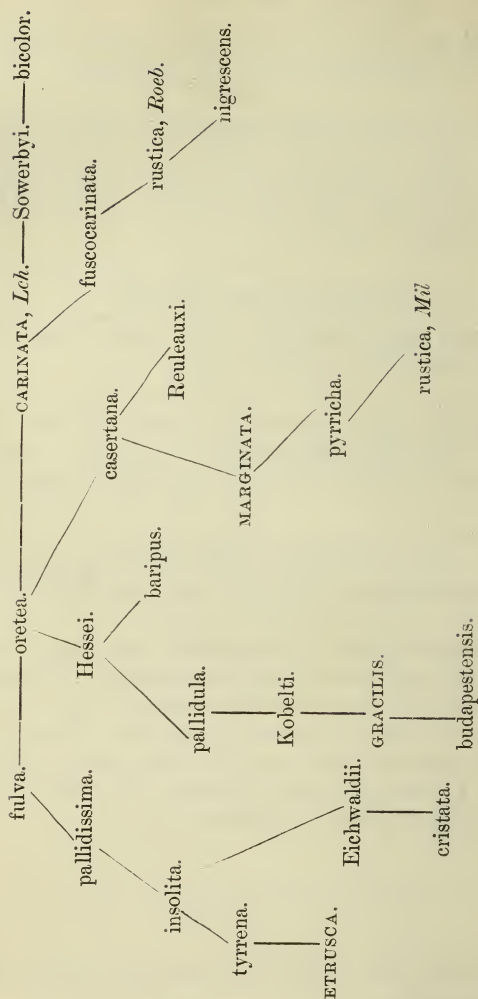 fulva.——oretea.——CARINATA, Lch.——Sowerbyi.——bicolor.
pallidissima. Hessei. fuscocarinata.
casertana.
baripus. rustica, Roeb.
insolita. Reuleauxi.
pallidula. nigrescens.
tyrrena. MARGINATA.
Kobelti.
ETRUSCA. pyrricha.
Eichwaldii.
GRACILIS.
rustica, Mil
cristata.
budapestensis.